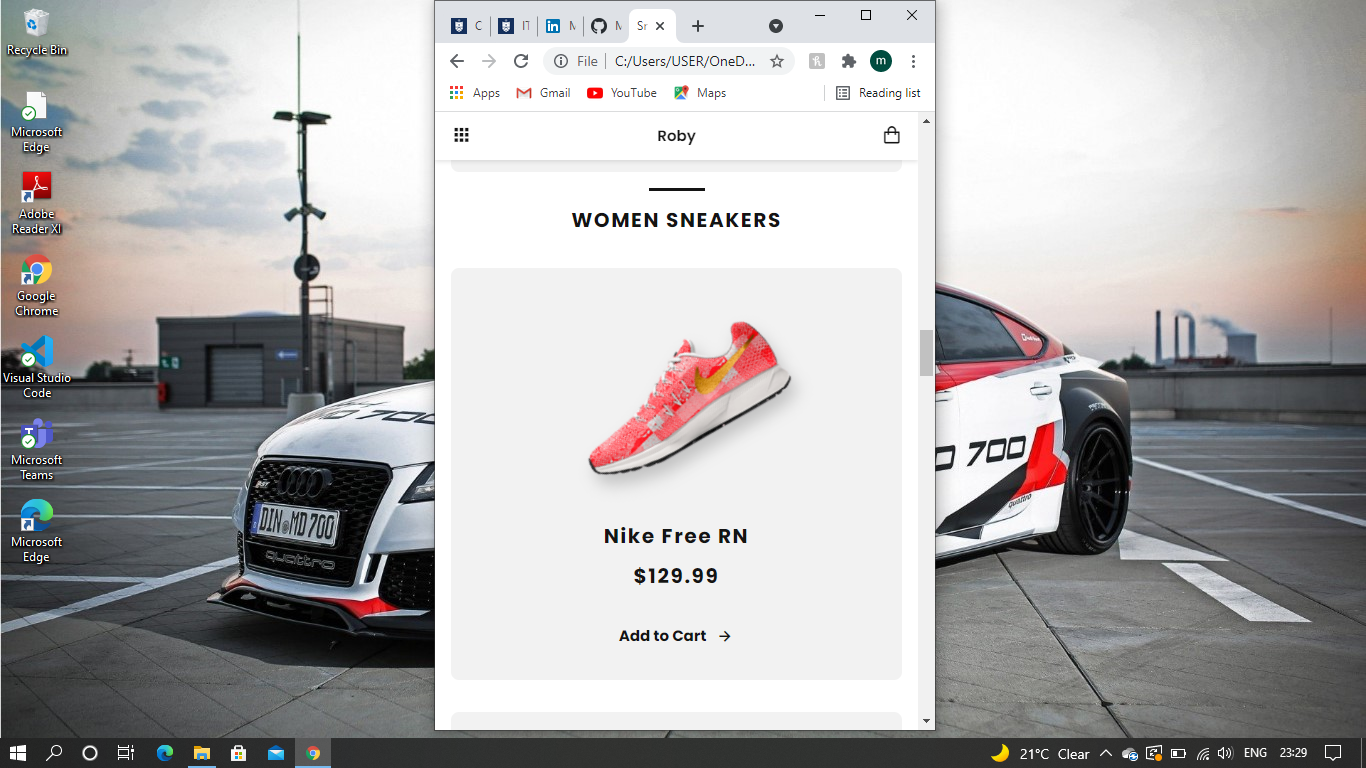 Recycle Bin
Microsoft
Edge
Adobe
Reader XI
Google
Chrome
Visual Studio
Code
Microsoft
Teams
Microsoft
Edge
File
C:/Users/USER/OneD...
m
Apps
Gmail
YouTube
Maps
Reading list
Roby
WOMEN SNEAKERS
Nike Free RN
$129.99
Add to Cart →
DIN MD 700
quattro
700
quattro
21°C Clear
ENG
23:29